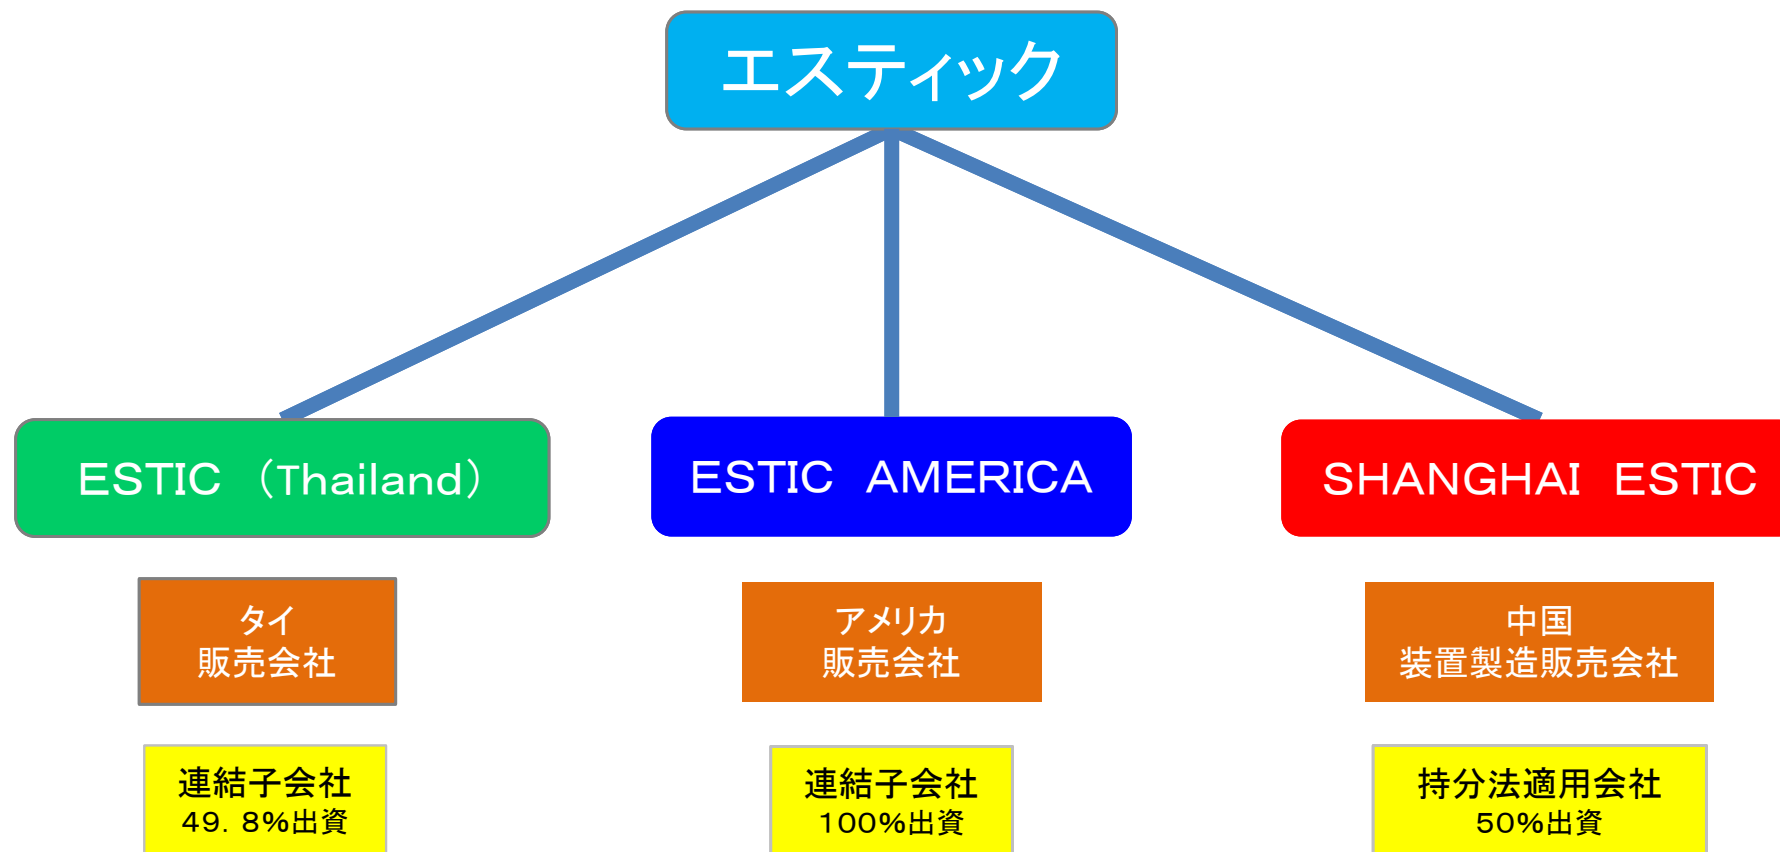 エスティック
ESTIC （Thailand）
ESTIC　AMERICA
SHANGHAI　ESTIC
タイ
販売会社
アメリカ
販売会社
中国
装置製造販売会社
連結子会社
49．8%出資
連結子会社
100%出資
持分法適用会社
50%出資